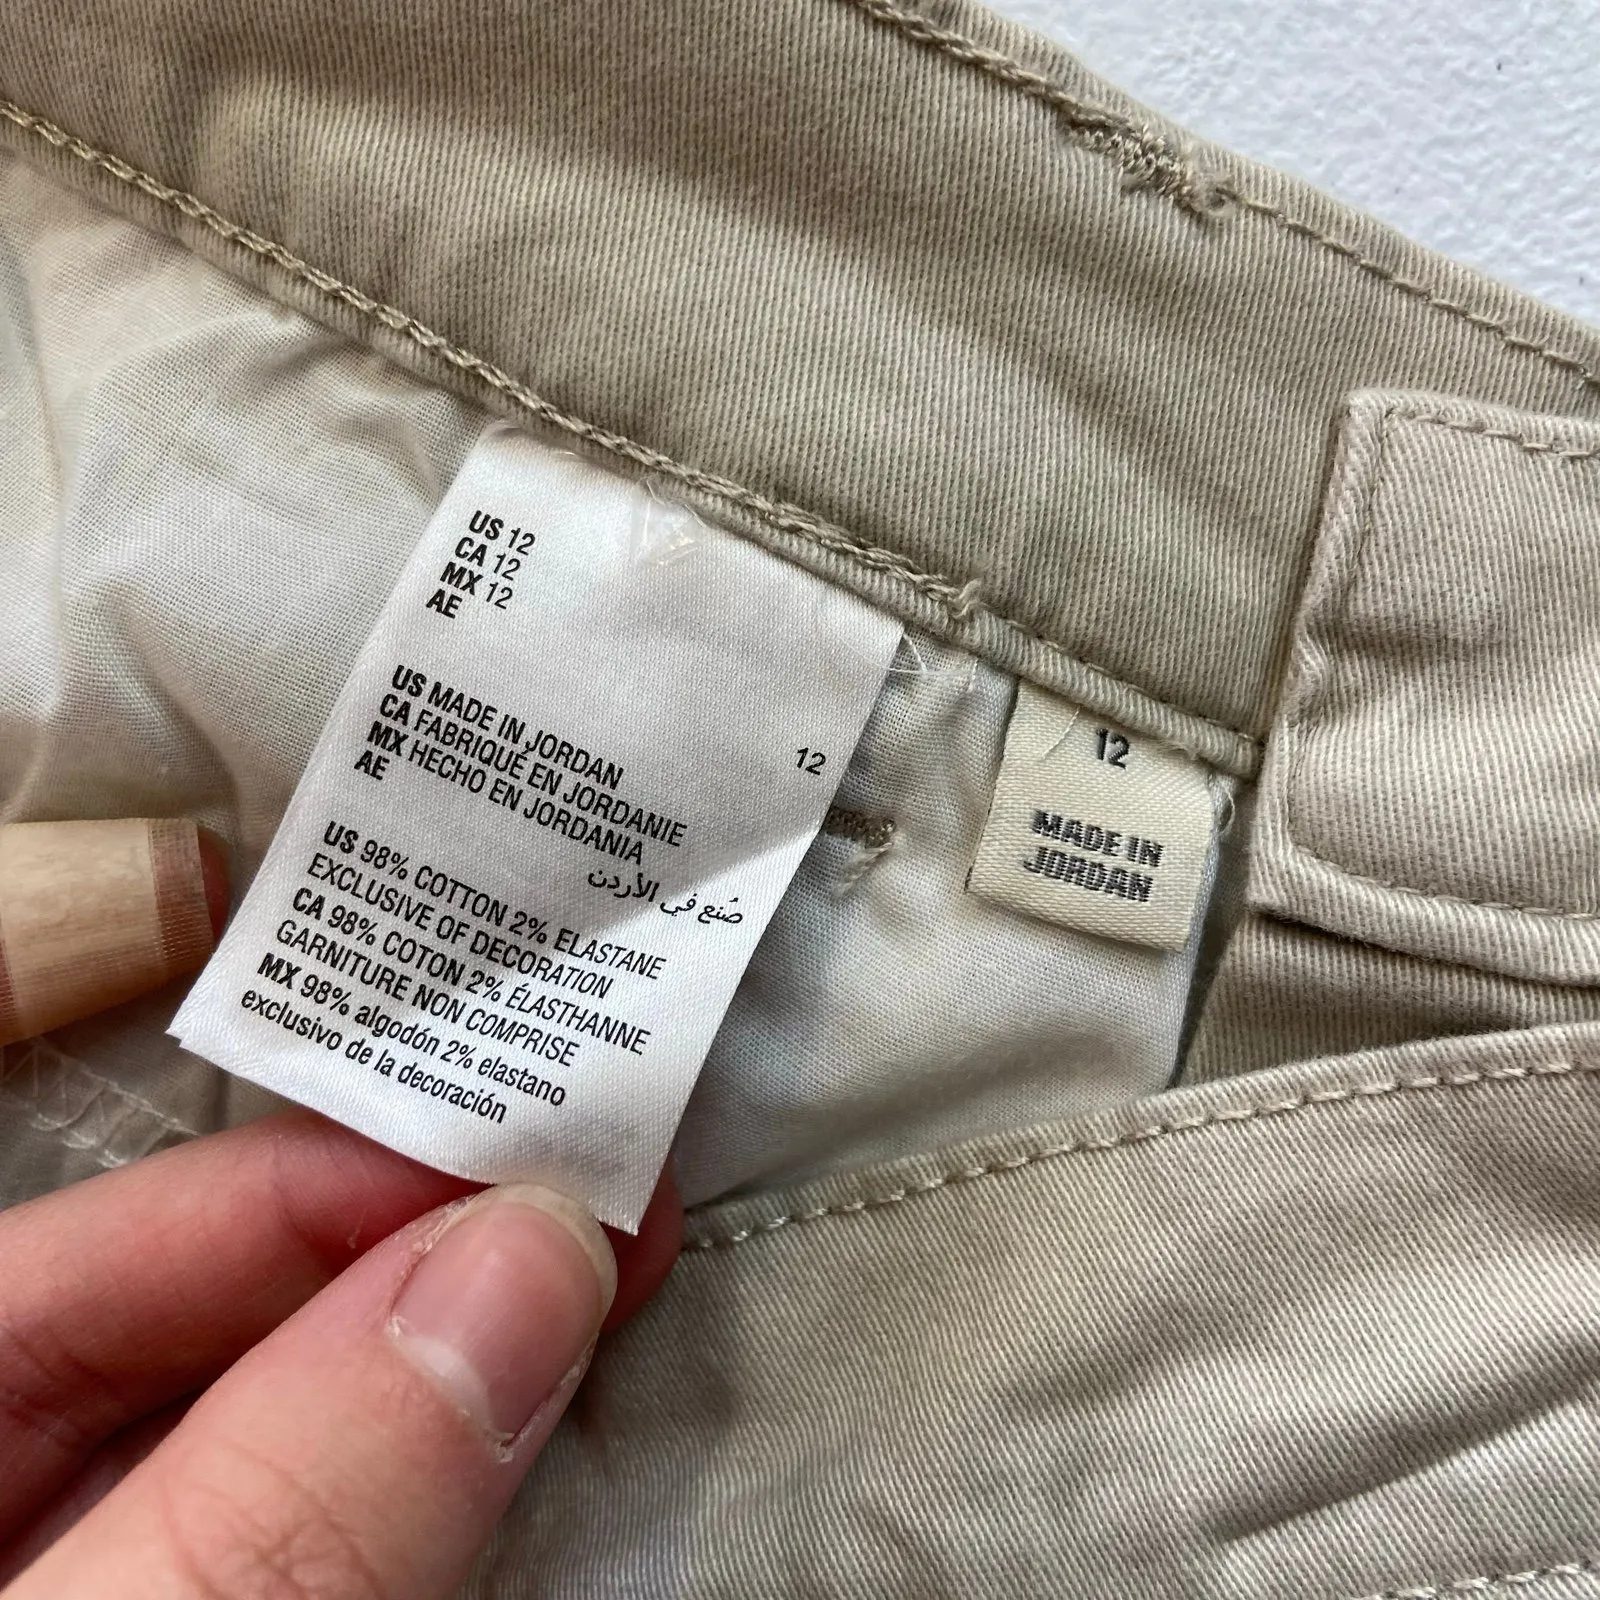 US 12
CA 12
MX 12
AE
US MADE IN JORDAN
CA FABRIQUÉ EN JORDANIE
MX HECHO EN JORDANIA
AE
صُنع في الأردن
12
US 98% COTTON 2% ELASTANE
EXCLUSIVE OF DECORATION
CA 98% COTON 2% ÉLASTHANNE
GARNITURE NON COMPRISE
MX 98% algodón 2% elastano
exclusivo de la decoración
12
MADE IN
JORDAN